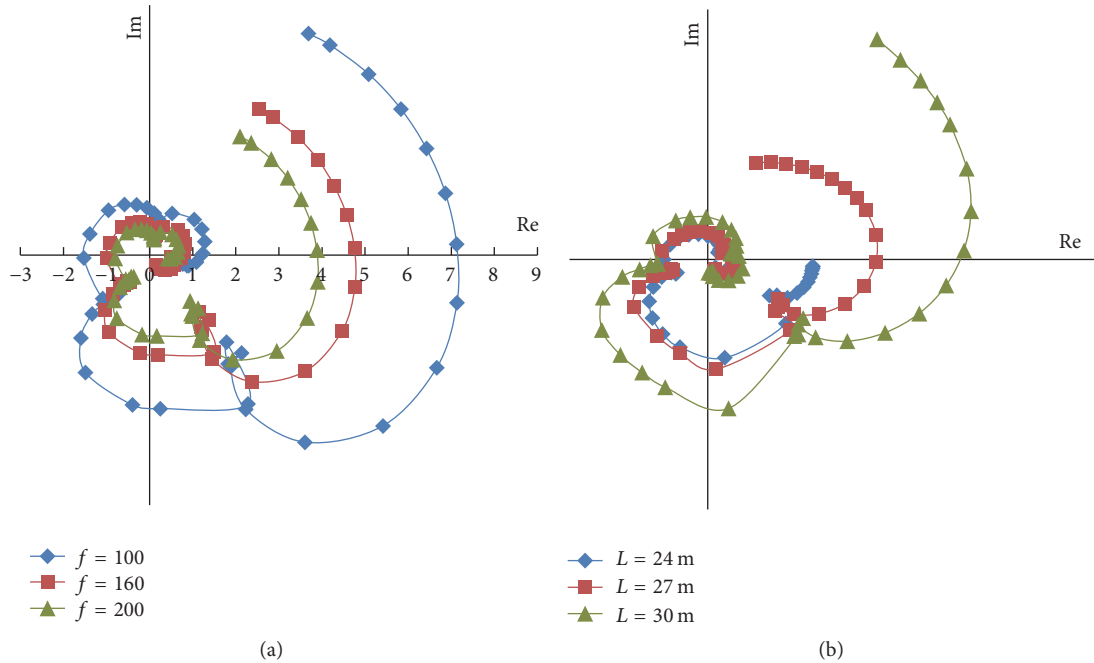 Im
Re
−3 −2 −1 0 1 2 3 4 5 6 7 8 9
f = 100
f = 160
f = 200
(a)
Im
Re
L = 24 m
L = 27 m
L = 30 m
(b)